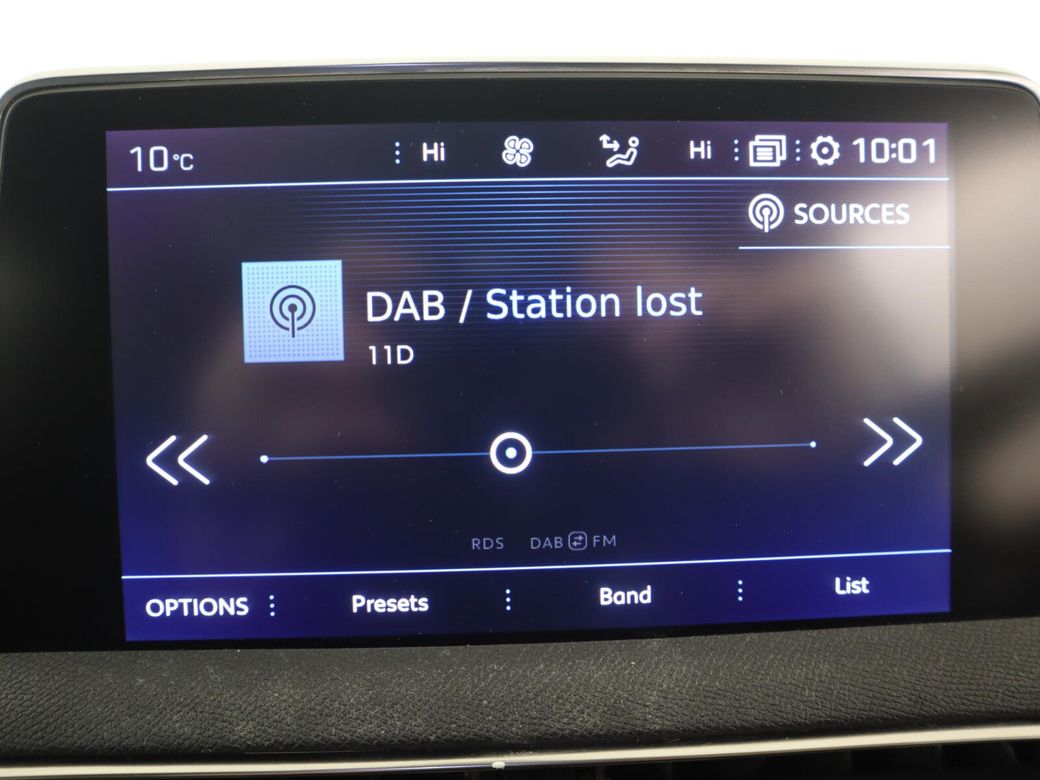 10°C Hi Hi 10:01
SOURCES
DAB / Station lost
11D
RDS DAB FM
OPTIONS Presets Band List